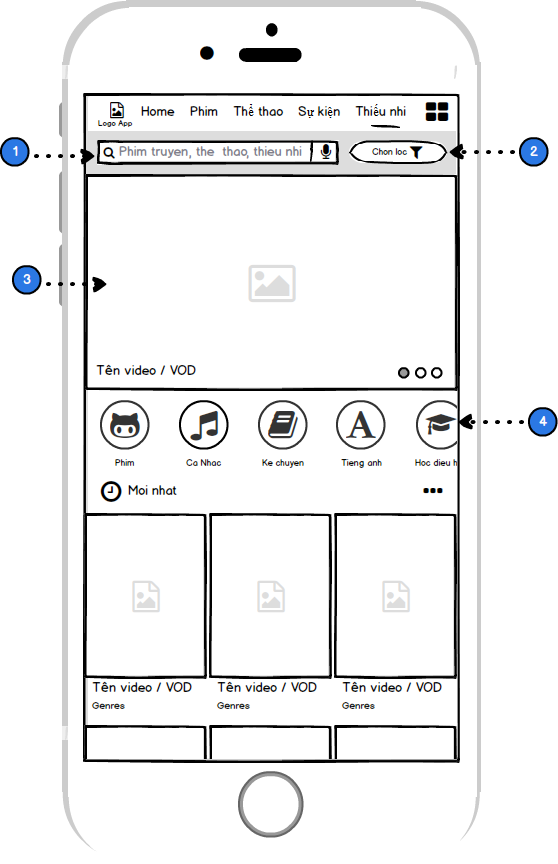 Home Phim Thể thao Sự kiện Thiếu nhi
Logo App
1
Phim truyen, the thao, thieu nhi
Chon loc
2
3
Tên video / VOD
4
Phim Ca Nhac Ke chuyen Tieng anh Hoc dieu h
Moi nhat
Tên video / VOD Tên video / VOD Tên video / VOD
Genres Genres Genres